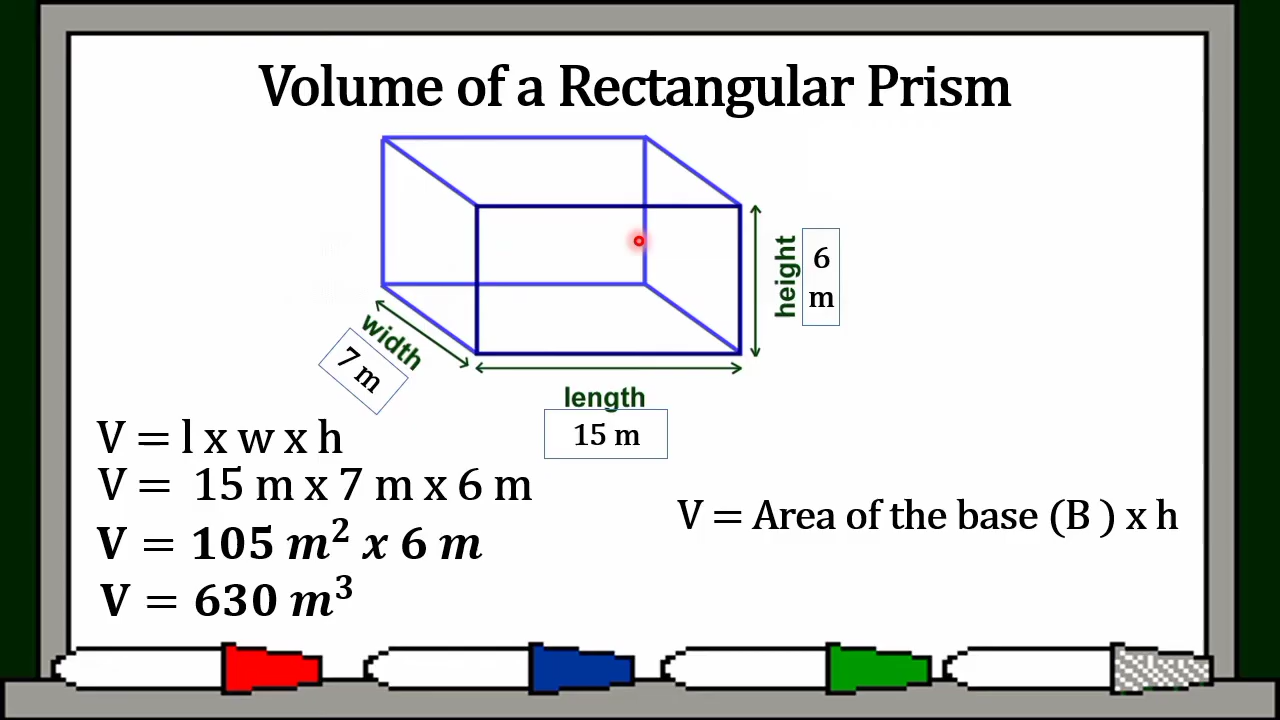 Volume of a Rectangular Prism
height
6
m
width
7 m
length
15 m
V = l x w x h
V = 15 m x 7 m x 6 m
V = 105 m² x 6 m
V = 630 m³
V = Area of the base (B ) x h